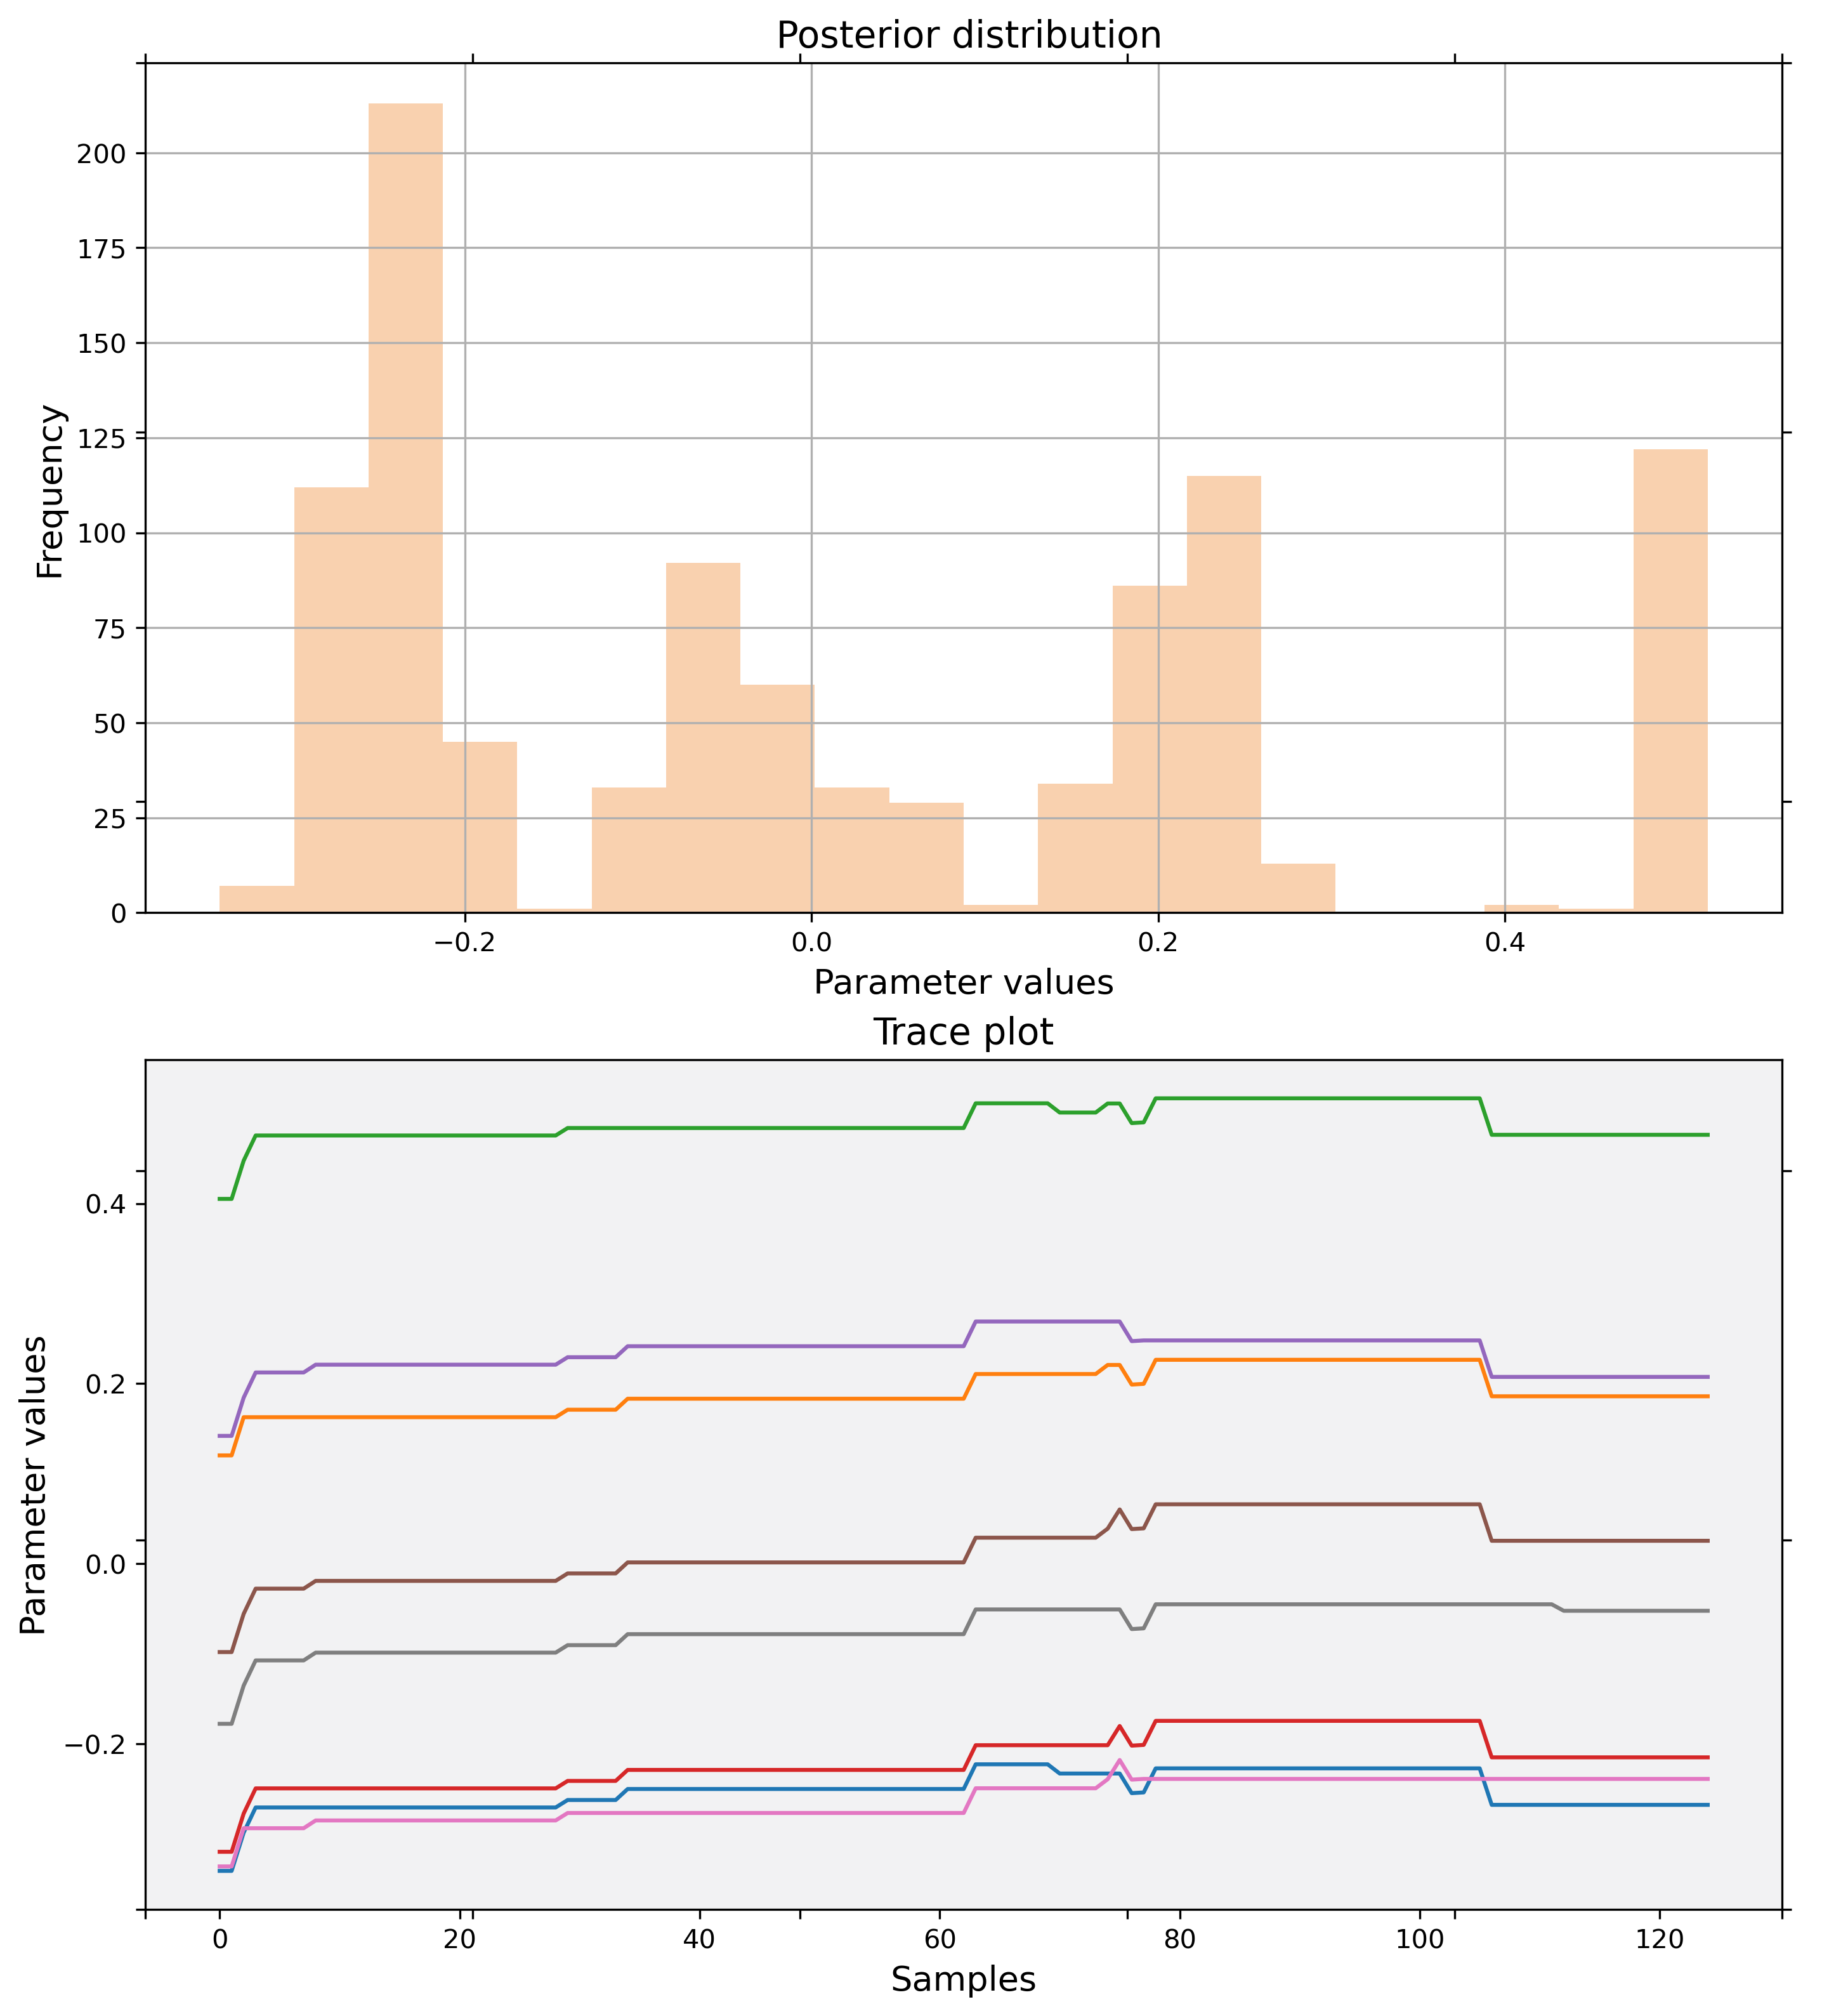 Posterior distribution
200
175
150
125
100
75
50
25
0
Frequency
−0.2 0.0 0.2 0.4
Parameter values
Trace plot
0.4
0.2
0.0
−0.2
Parameter values
0 20 40 60 80 100 120
Samples